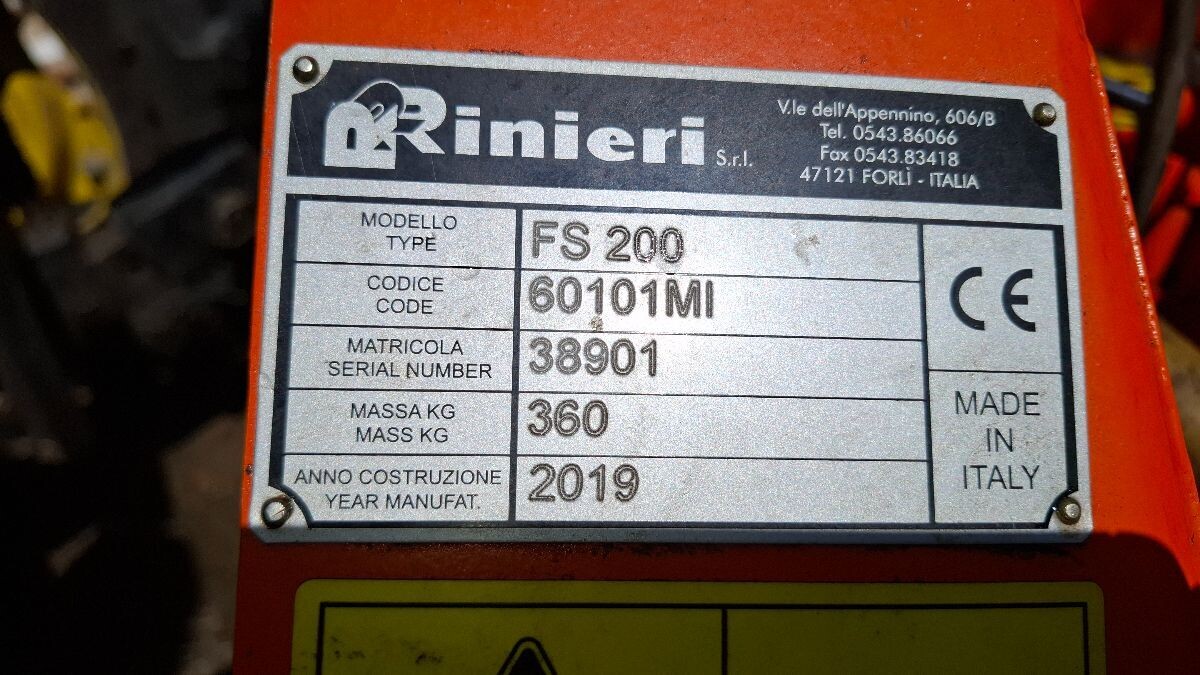 Rinieri S.r.l.
V.le dell'Appennino, 606/B
Tel. 0543.86066
Fax 0543.83418
47121 FORLÌ - ITALIA
MODELLO
TYPE
FS 200
CODICE
CODE
60101MI
MATRICOLA
SERIAL NUMBER
38901
MASSA KG
MASS KG
360
ANNO COSTRUZIONE
YEAR MANUFAT.
2019
CE
MADE
IN
ITALY